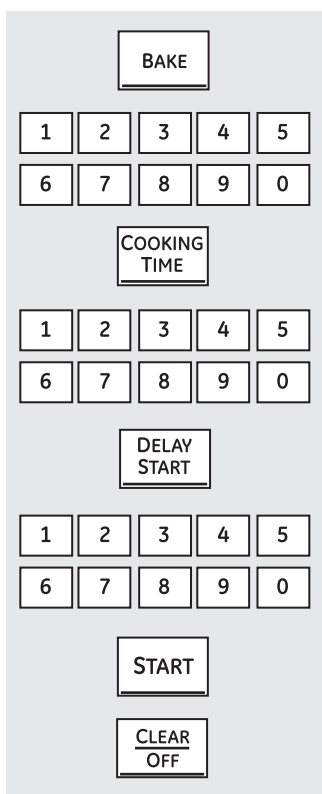 BAKE
1 2 3 4 5
6 7 8 9 0
COOKING
TIME
1 2 3 4 5
6 7 8 9 0
DELAY
START
1 2 3 4 5
6 7 8 9 0
START
CLEAR
OFF